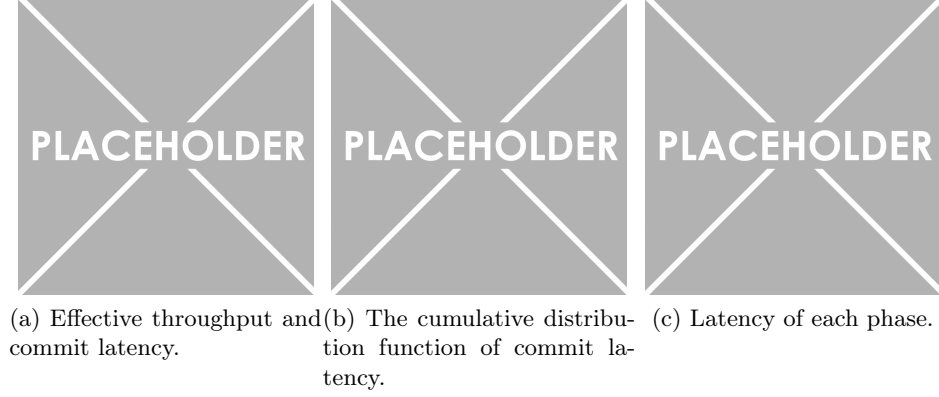 PLACEHOLDER
PLACEHOLDER
PLACEHOLDER
(a) Effective throughput and
commit latency.
(b) The cumulative distribu-
tion function of commit la-
tency.
(c) Latency of each phase.